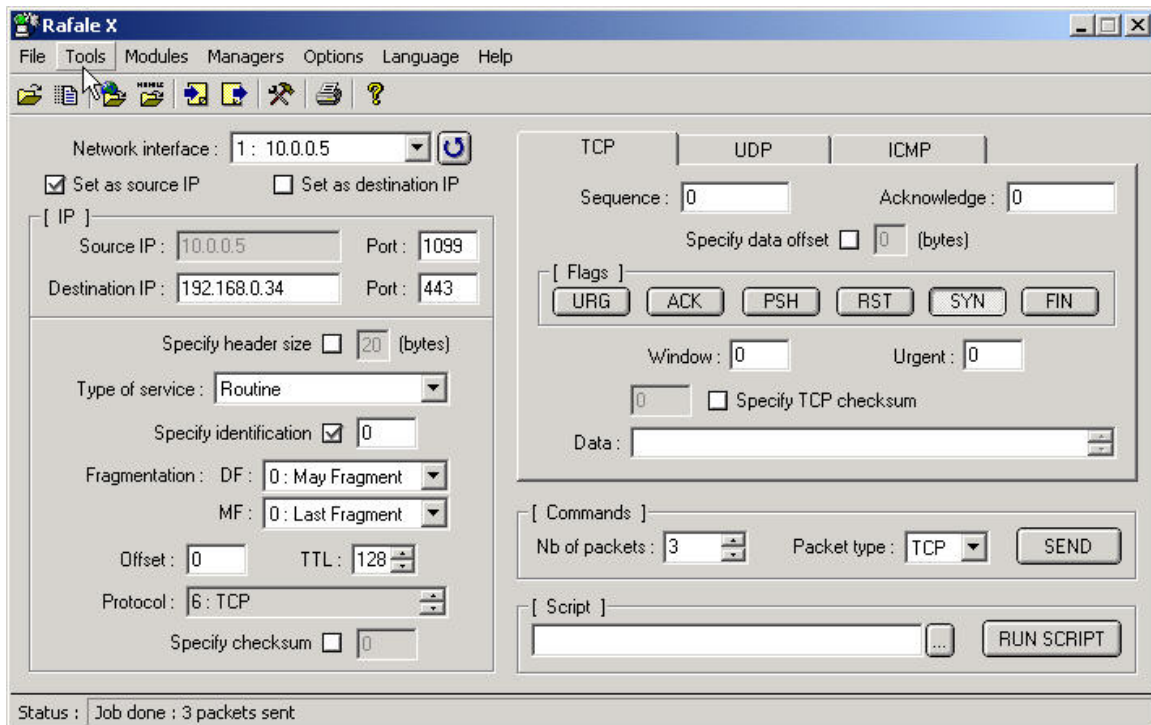 Rafale X
File Tools Modules Managers Options Language Help
Network interface : 1 : 10.0.0.5
Set as source IP Set as destination IP
[ IP ]
Source IP : 10.0.0.5 Port : 1099
Destination IP : 192.168.0.34 Port : 443
Specify header size 20 (bytes)
Type of service : Routine
Specify identification 0
Fragmentation : DF : 0 : May Fragment
MF : 0 : Last Fragment
Offset : 0 TTL : 128
Protocol : 6 : TCP
Specify checksum 0
TCP UDP ICMP
Sequence : 0 Acknowledge : 0
Specify data offset 0 (bytes)
[ Flags ]
URG ACK PSH RST SYN FIN
Window : 0 Urgent : 0
0 Specify TCP checksum
Data :
[ Commands ]
Nb of packets : 3 Packet type : TCP SEND
[ Script ]
... RUN SCRIPT
Status : Job done : 3 packets sent